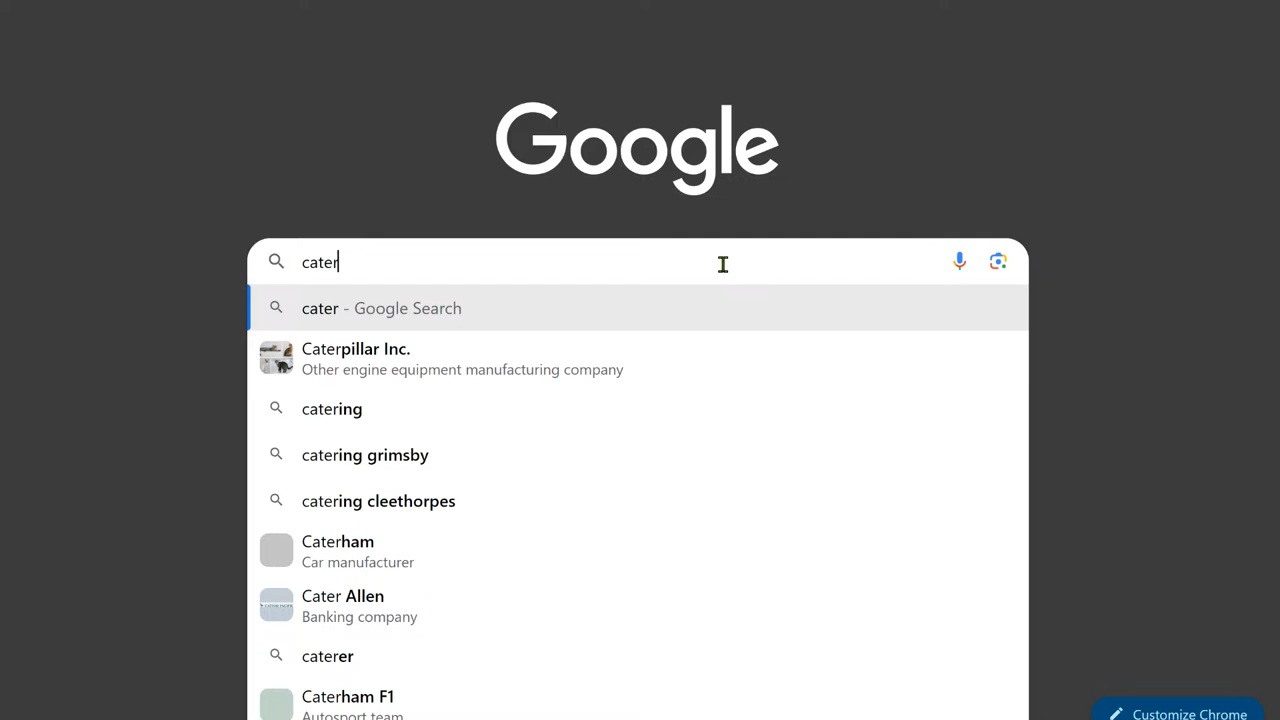 Google
cater
cater - Google Search
Caterpillar Inc.
Other engine equipment manufacturing company
catering
catering grimsby
catering cleethorpes
Caterham
Car manufacturer
Cater Allen
Banking company
caterer
Caterham F1
Autosport team
Customize Chrome